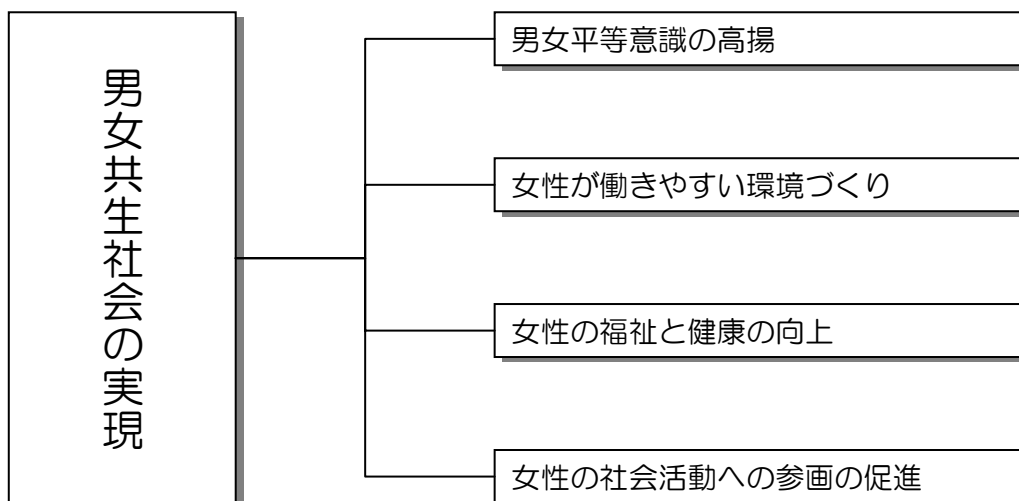 男女共生社会の実現
男女平等意識の高揚
女性が働きやすい環境づくり
女性の福祉と健康の向上
女性の社会活動への参画の促進